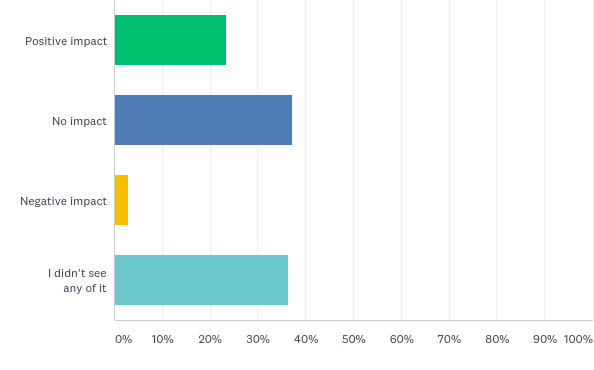 Positive impact
No impact
Negative impact
I didn't see
any of it
0% 10% 20% 30% 40% 50% 60% 70% 80% 90% 100%